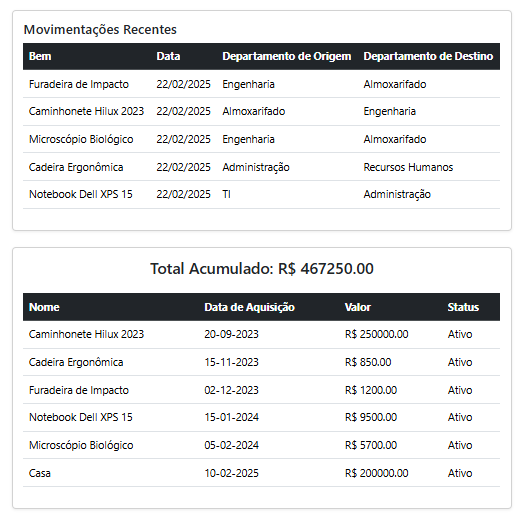 Movimentações Recentes
Bem Data Departamento de Origem Departamento de Destino
Furadeira de Impacto 22/02/2025 Engenharia Almoxarifado
Caminhonete Hilux 2023 22/02/2025 Almoxarifado Engenharia
Microscópio Biológico 22/02/2025 Engenharia Almoxarifado
Cadeira Ergonômica 22/02/2025 Administração Recursos Humanos
Notebook Dell XPS 15 22/02/2025 TI Administração
Total Acumulado: R$ 467250.00
Nome Data de Aquisição Valor Status
Caminhonete Hilux 2023 20-09-2023 R$ 250000.00 Ativo
Cadeira Ergonômica 15-11-2023 R$ 850.00 Ativo
Furadeira de Impacto 02-12-2023 R$ 1200.00 Ativo
Notebook Dell XPS 15 15-01-2024 R$ 9500.00 Ativo
Microscópio Biológico 05-02-2024 R$ 5700.00 Ativo
Casa 10-02-2025 R$ 200000.00 Ativo